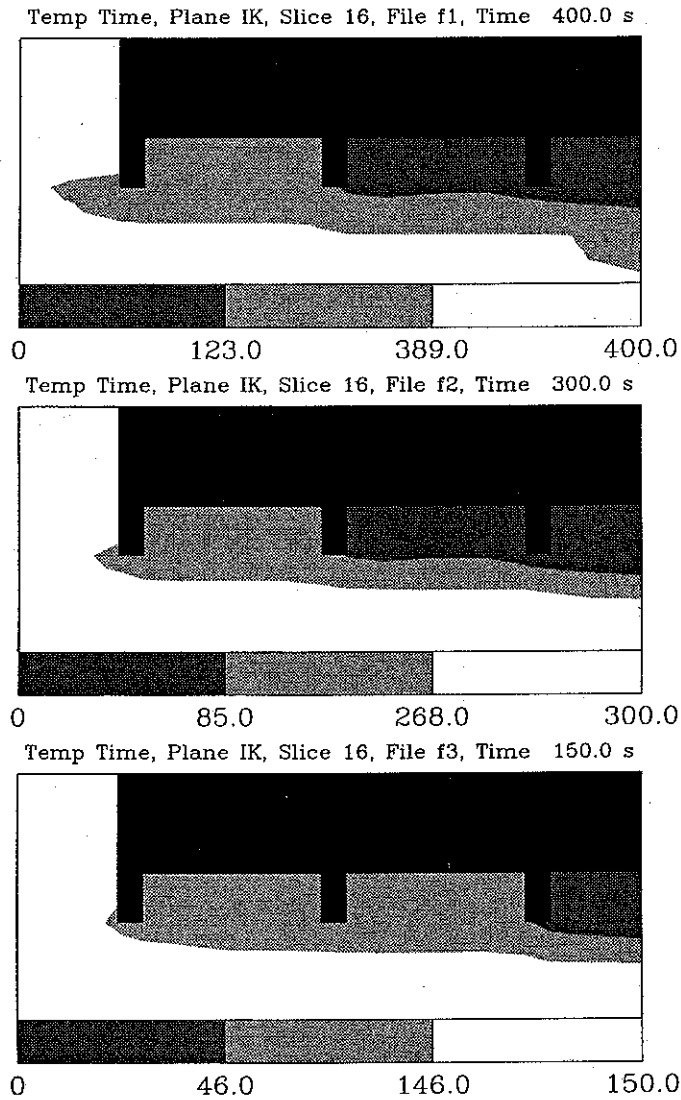 Temp Time, Plane IK, Slice 16, File f1, Time 400.0 s
0 123.0 389.0 400.0
Temp Time, Plane IK, Slice 16, File f2, Time 300.0 s
0 85.0 268.0 300.0
Temp Time, Plane IK, Slice 16, File f3, Time 150.0 s
0 46.0 146.0 150.0